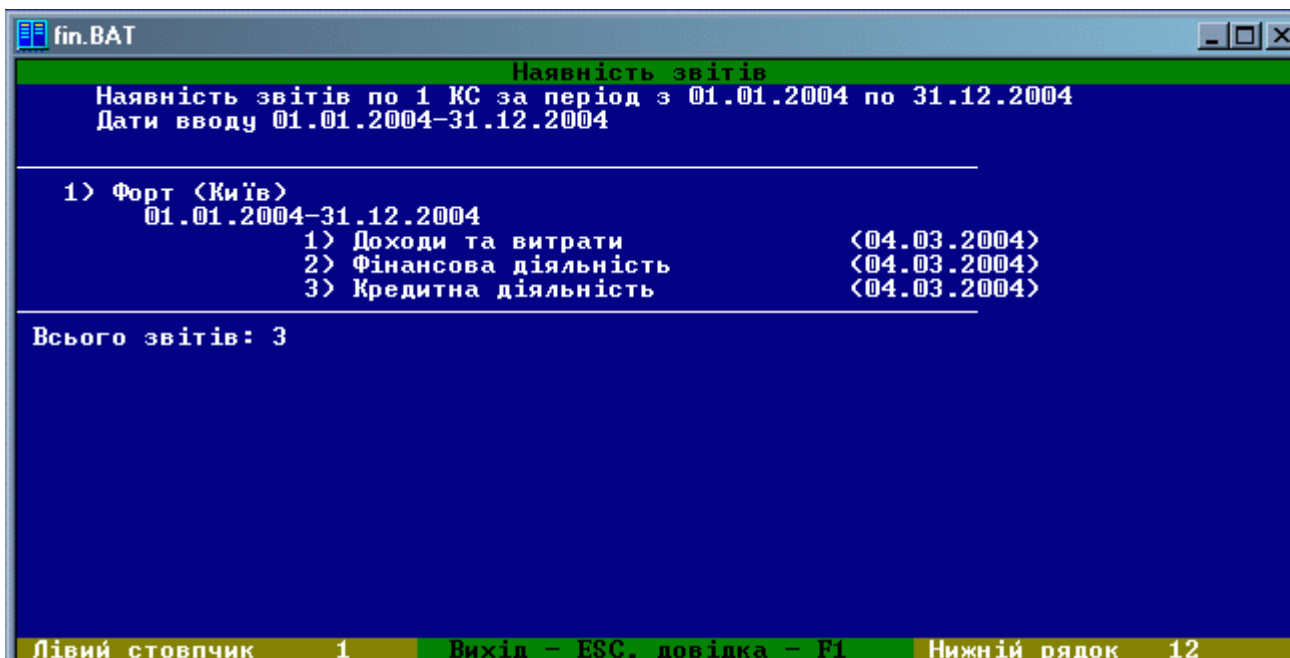 fin.BAT
Наявність звітів
Наявність звітів по 1 КС за період з 01.01.2004 по 31.12.2004
Дати вводу 01.01.2004-31.12.2004
1) Форт (Київ)
01.01.2004-31.12.2004
1) Доходи та витрати (04.03.2004)
2) Фінансова діяльність (04.03.2004)
3) Кредитна діяльність (04.03.2004)
Всього звітів: 3
Лівий стовпчик 1 Вихід - ESC, довідка - F1 Нижній рядок 12